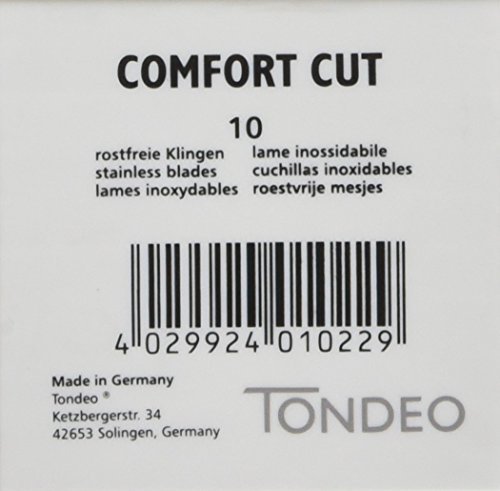 COMFORT CUT
10
rostfreie Klingen lame inossidabile
stainless blades cuchillas inoxidables
lames inoxydables roestvrije mesjes
4 029924 010229
Made in Germany
Tondeo ®
Ketzbergerstr. 34
42653 Solingen, Germany
TONDEO